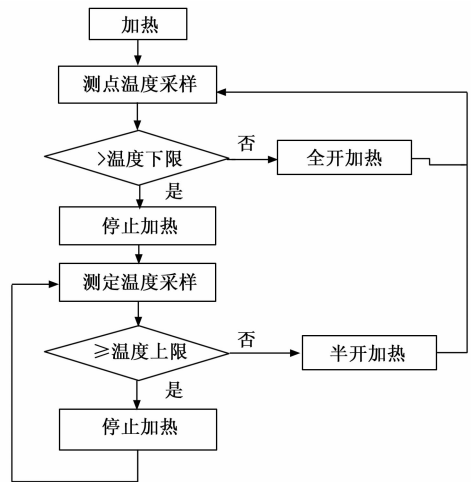 加热
测点温度采样
>温度下限
否
全开加热
是
停止加热
测定温度采样
≥温度上限
否
半开加热
是
停止加热